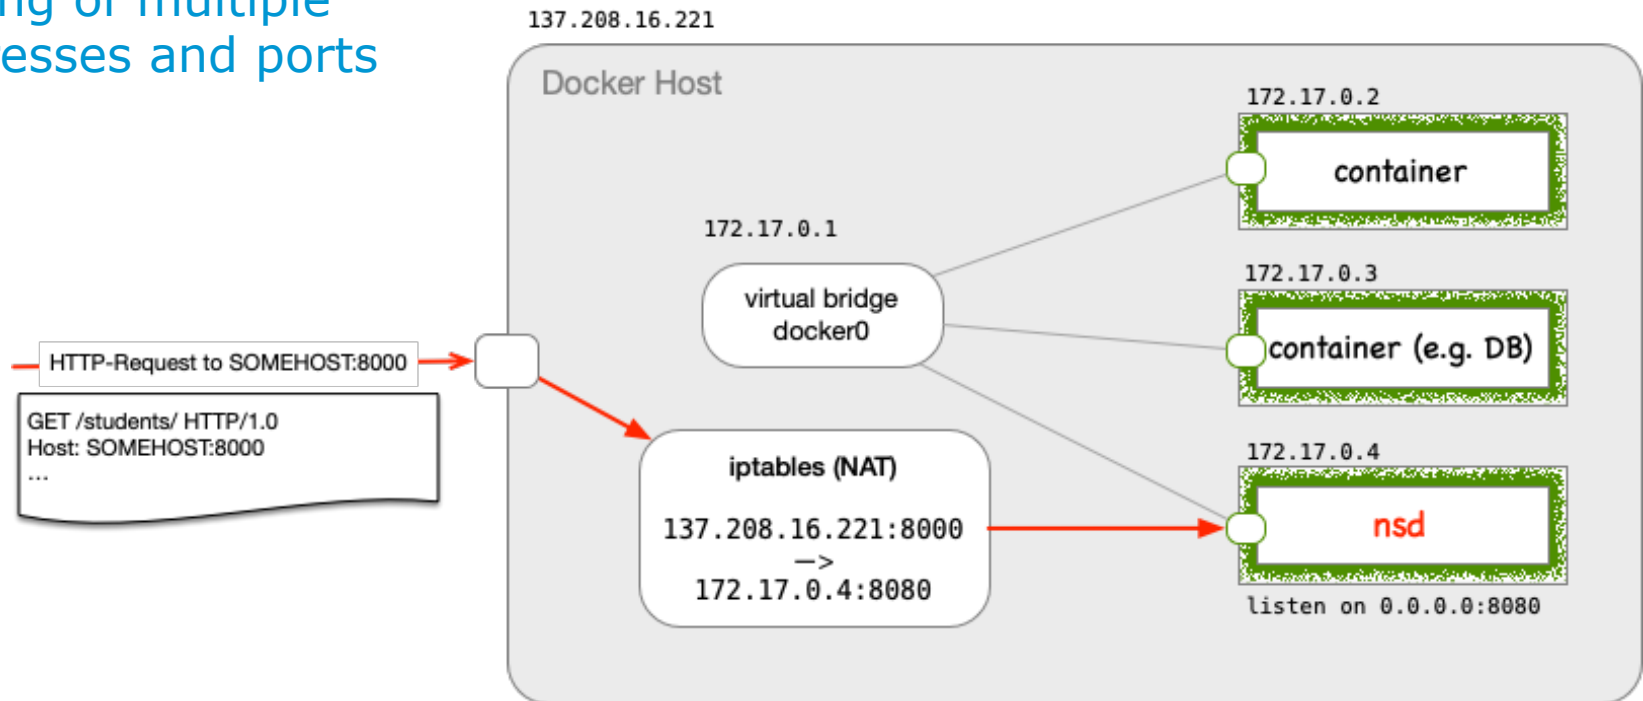 of multiple
and ports
137.208.16.221
Docker Host
172.17.0.2
container
172.17.0.1
virtual bridge
docker0
172.17.0.3
container (e.g. DB)
HTTP-Request to SOMEHOST:8000
GET /students/ HTTP/1.0
Host: SOMEHOST:8000
...
iptables (NAT)
137.208.16.221:8000
—>
172.17.0.4:8080
172.17.0.4
nsd
listen on 0.0.0.0:8080